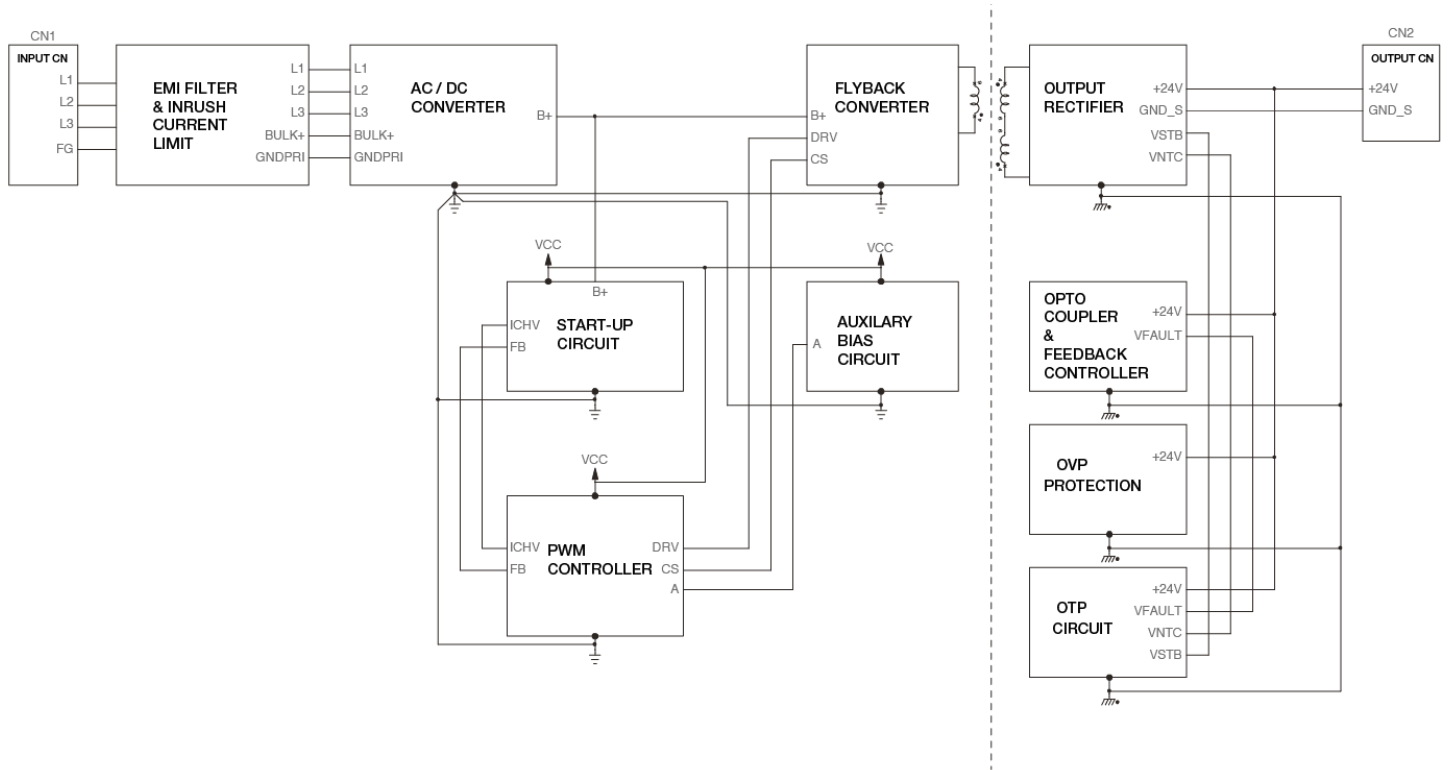 CN1
INPUT CN
L1
L2
L3
FG
EMI FILTER
& INRUSH
CURRENT
LIMIT
L1
L2
L3
BULK+
GNDPRI
AC / DC
CONVERTER
L1
L2
L3
BULK+
GNDPRI
B+
FLYBACK
CONVERTER
B+
DRV
CS
OUTPUT
RECTIFIER
+24V
GND_S
VSTB
VNTC
CN2
OUTPUT CN
+24V
GND_S
VCC
B+
ICHV
FB
START-UP
CIRCUIT
VCC
AUXILARY
BIAS
CIRCUIT
A
OPTO
COUPLER
&
FEEDBACK
CONTROLLER
+24V
VFAULT
OVP
PROTECTION
+24V
VCC
ICHV
FB
PWM
CONTROLLER
DRV
CS
A
OTP
CIRCUIT
+24V
VFAULT
VNTC
VSTB